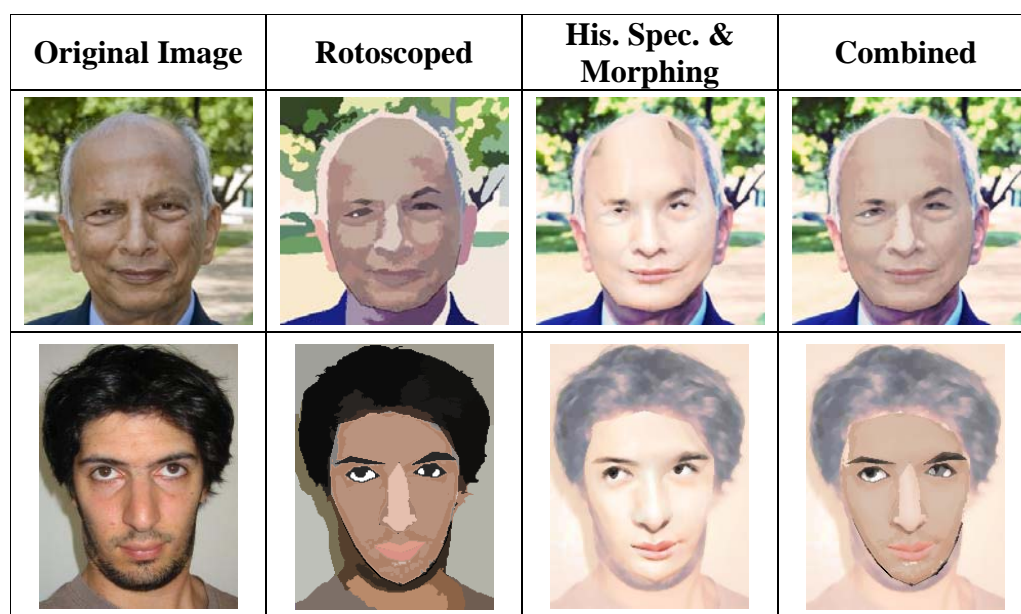 Original Image
Rotoscoped
His. Spec. &
Morphing
Combined